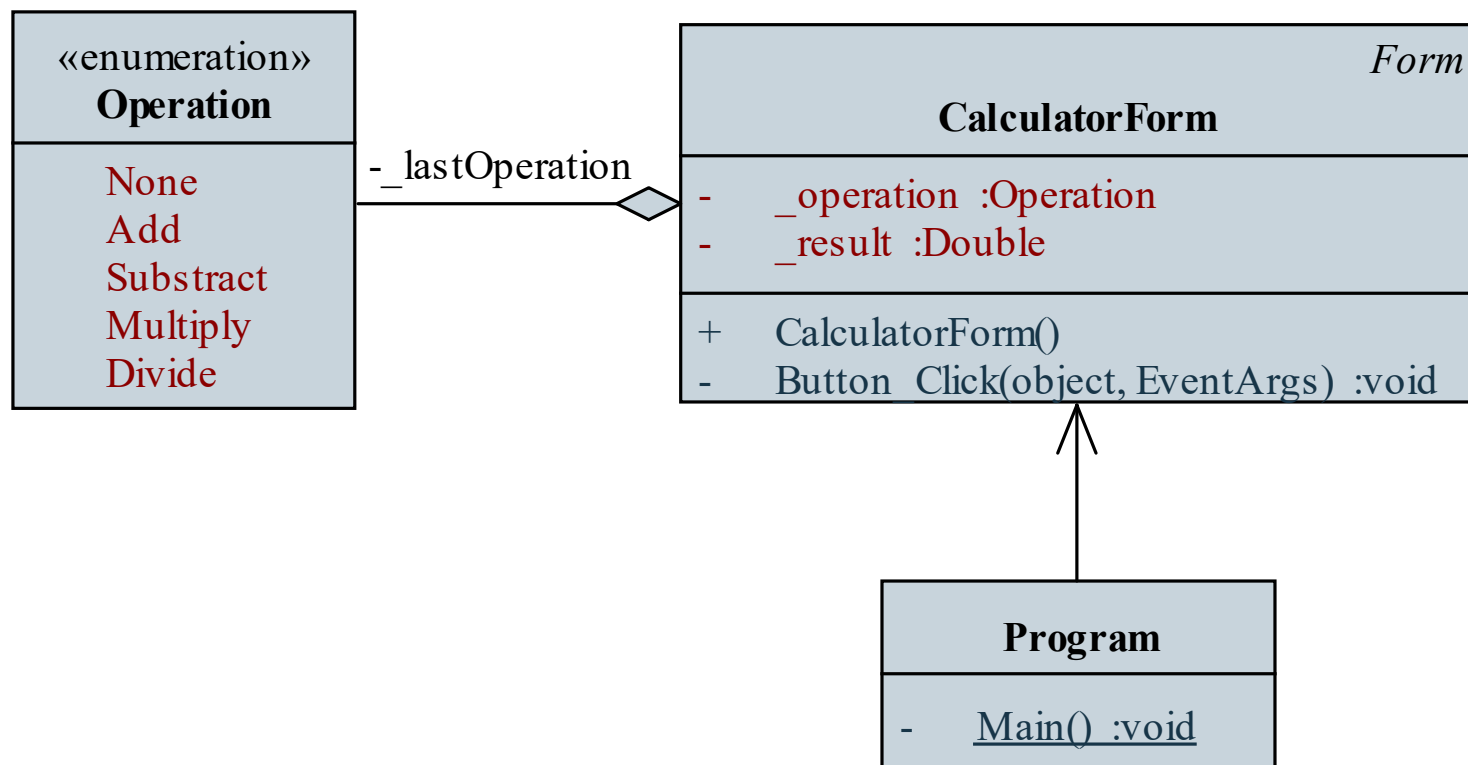 «enumeration»
Operation
None
Add
Substract
Multiply
Divide
-_lastOperation
Form
CalculatorForm
- _operation :Operation
- _result :Double
+ CalculatorForm()
- Button_Click(object, EventArgs) :void
Program
- Main() :void